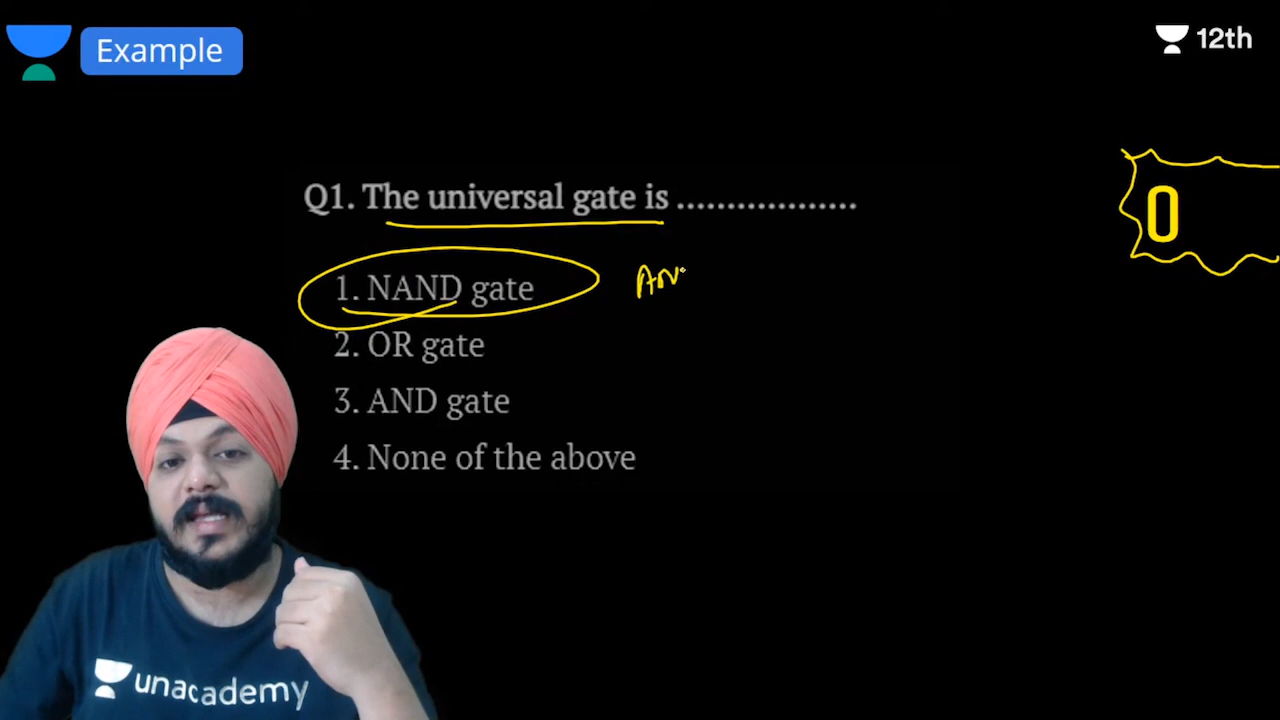 Example
12th
Q1. The universal gate is ..................
0
1. NAND gate
Ans
2. OR gate
3. AND gate
4. None of the above
unacademy